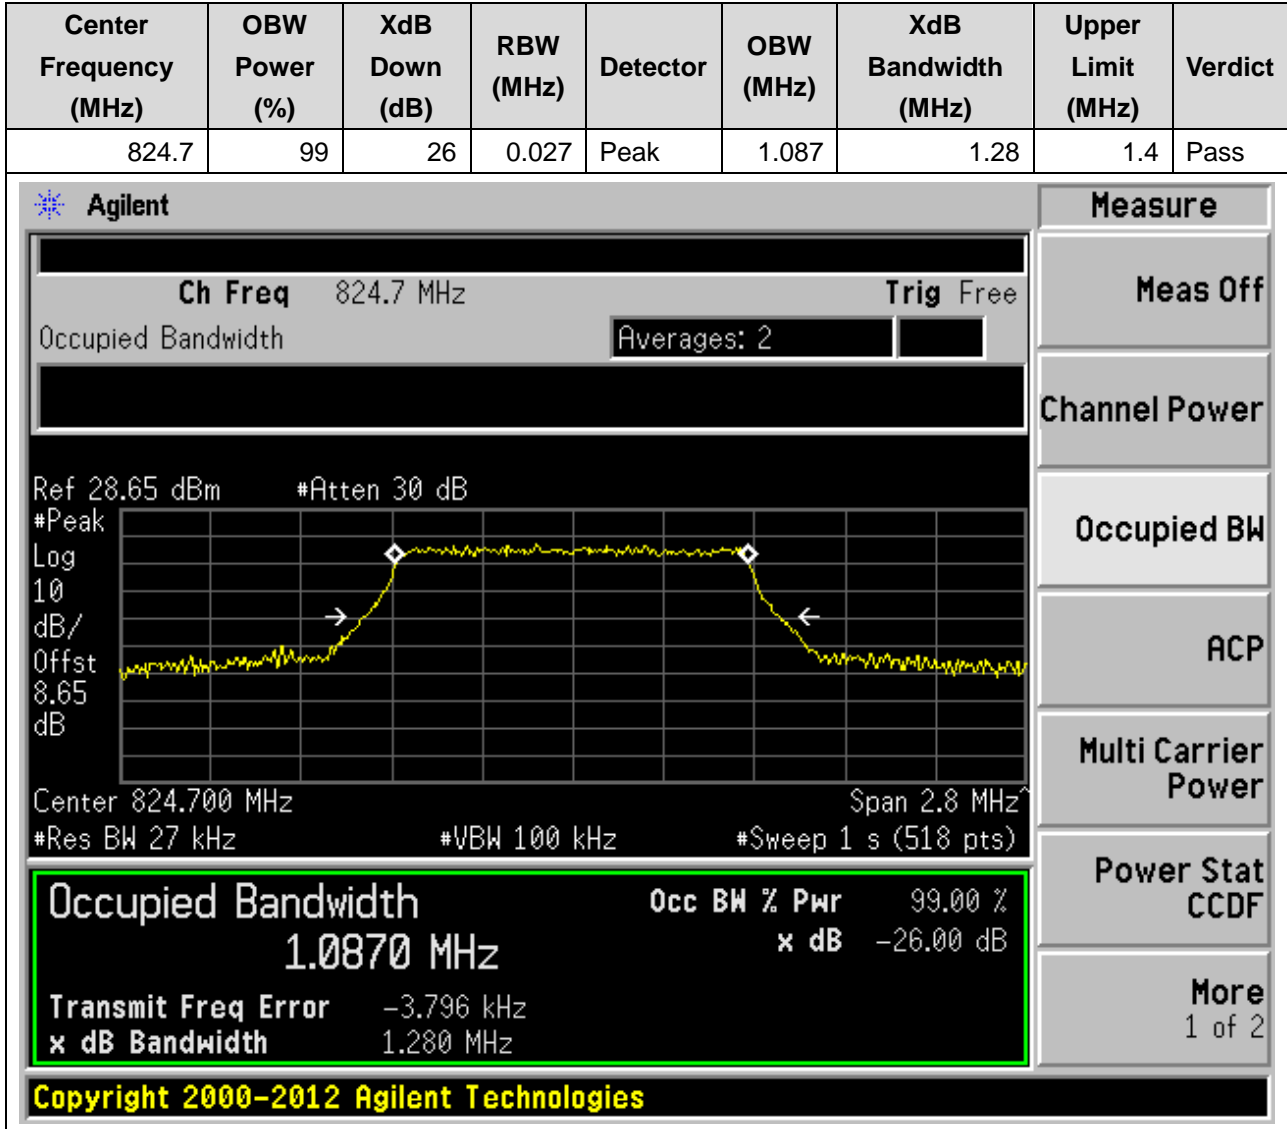 Center Frequency (MHz) OBW Power (%) XdB Down (dB) RBW (MHz) Detector OBW (MHz) XdB Bandwidth (MHz) Upper Limit (MHz) Verdict
824.7 99 26 0.027 Peak 1.087 1.28 1.4 Pass
Agilent
Measure
Ch Freq 824.7 MHz Trig Free
Meas Off
Occupied Bandwidth Averages: 2
Channel Power
Ref 28.65 dBm #Atten 30 dB
#Peak
Log
10
dB/
Offst
8.65
dB
Occupied BW
ACP
Multi Carrier
Power
Center 824.700 MHz Span 2.8 MHz^
#Res BW 27 kHz #VBW 100 kHz #Sweep 1 s (518 pts)
Power Stat
CCDF
Occupied Bandwidth Occ BW % Pwr 99.00 %
1.0870 MHz x dB -26.00 dB
Transmit Freq Error -3.796 kHz
x dB Bandwidth 1.280 MHz
More
1 of 2
Copyright 2000-2012 Agilent Technologies